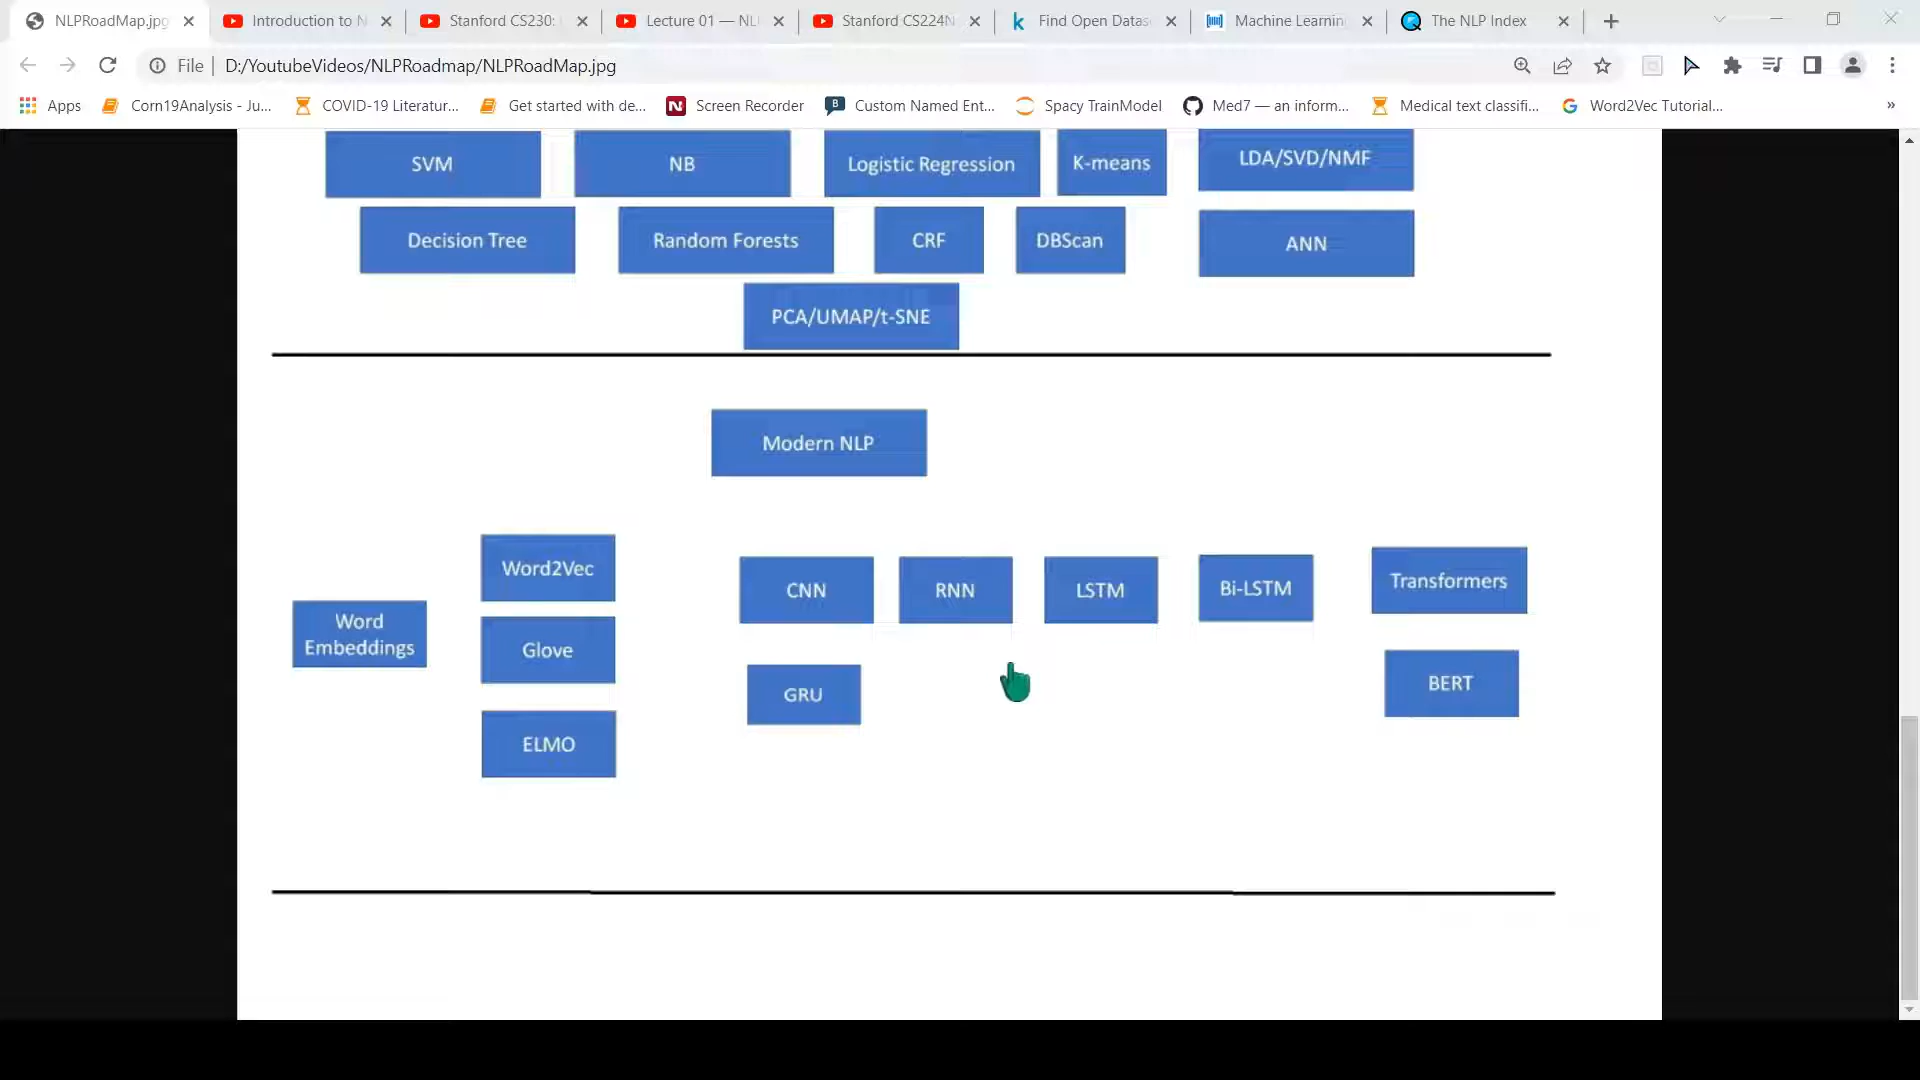 NLPRoadMap.jpg
Introduction to N
Stanford CS230:
Lecture 01 — NLP
Stanford CS224N
Find Open Datas
Machine Learning
The NLP Index
File
D:/YoutubeVideos/NLPRoadmap/NLPRoadMap.jpg
Apps
Corn19Analysis - Ju...
COVID-19 Literatur...
Get started with de...
Screen Recorder
Custom Named Ent...
Spacy TrainModel
Med7 — an inform...
Medical text classifi...
Word2Vec Tutorial...
»
SVM
NB
Logistic Regression
K-means
LDA/SVD/NMF
Decision Tree
Random Forests
CRF
DBScan
ANN
PCA/UMAP/t-SNE
Modern NLP
Word
Embeddings
Word2Vec
Glove
ELMO
CNN
RNN
LSTM
Bi-LSTM
GRU
Transformers
BERT